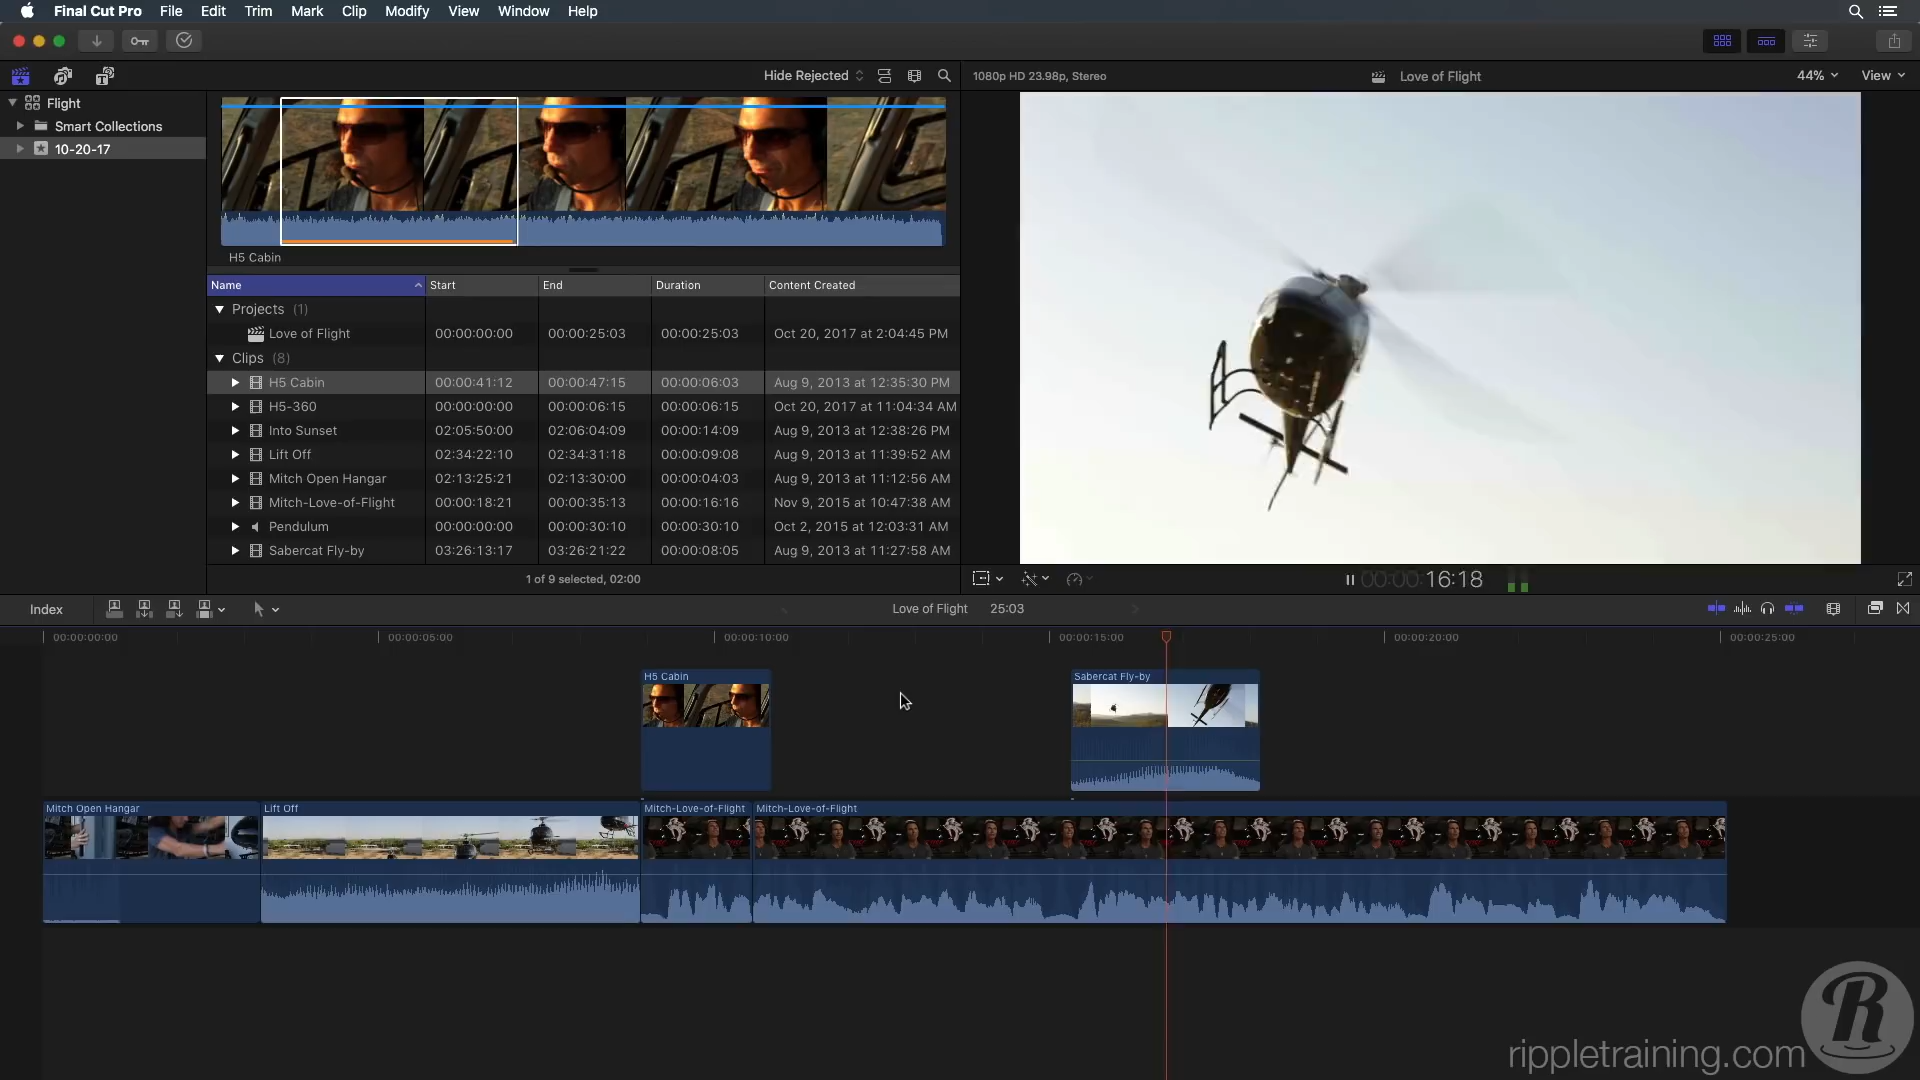 Final Cut Pro File Edit Trim Mark Clip Modify View Window Help
Hide Rejected
1080p HD 23.98p, Stereo
Love of Flight
44%
View
Flight
Smart Collections
10-20-17
H5 Cabin
Name Start End Duration Content Created
Projects (1)
Love of Flight 00:00:00:00 00:00:25:03 00:00:25:03 Oct 20, 2017 at 2:04:45 PM
Clips (8)
H5 Cabin 00:00:41:12 00:00:47:15 00:00:06:03 Aug 9, 2013 at 12:35:30 PM
H5-360 00:00:00:00 00:00:06:15 00:00:06:15 Oct 20, 2017 at 11:04:34 AM
Into Sunset 02:05:50:00 02:06:04:09 00:00:14:09 Aug 9, 2013 at 12:38:26 PM
Lift Off 02:34:22:10 02:34:31:18 00:00:09:08 Aug 9, 2013 at 11:39:52 AM
Mitch Open Hangar 02:13:25:21 02:13:30:00 00:00:04:03 Aug 9, 2013 at 11:12:56 AM
Mitch-Love-of-Flight 00:00:18:21 00:00:35:13 00:00:16:16 Nov 9, 2015 at 10:47:38 AM
Pendulum 00:00:00:00 00:00:30:10 00:00:30:10 Oct 2, 2015 at 12:03:31 AM
Sabercat Fly-by 03:26:13:17 03:26:21:22 00:00:08:05 Aug 9, 2013 at 11:27:58 AM
1 of 9 selected, 02:00
00:00:16:18
Index
Love of Flight 25:03
00:00:00:00 00:00:05:00 00:00:10:00 00:00:15:00 00:00:20:00 00:00:25:00
H5 Cabin
Sabercat Fly-by
Mitch Open Hangar
Lift Off
Mitch-Love-of-Flight
Mitch-Love-of-Flight
R
rippletraining.com